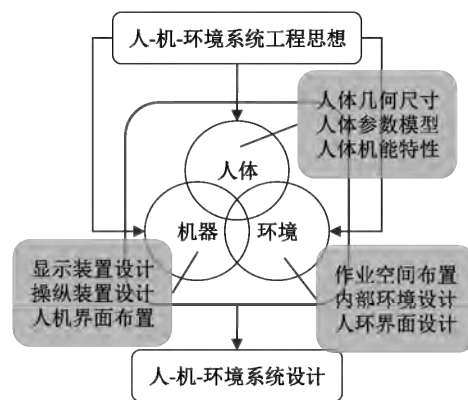 人-机-环境系统工程思想
人体几何尺寸
人体参数模型
人体机能特性
人体
机器
环境
显示装置设计
操纵装置设计
人机界面布置
作业空间布置
内部环境设计
人环界面设计
人-机-环境系统设计